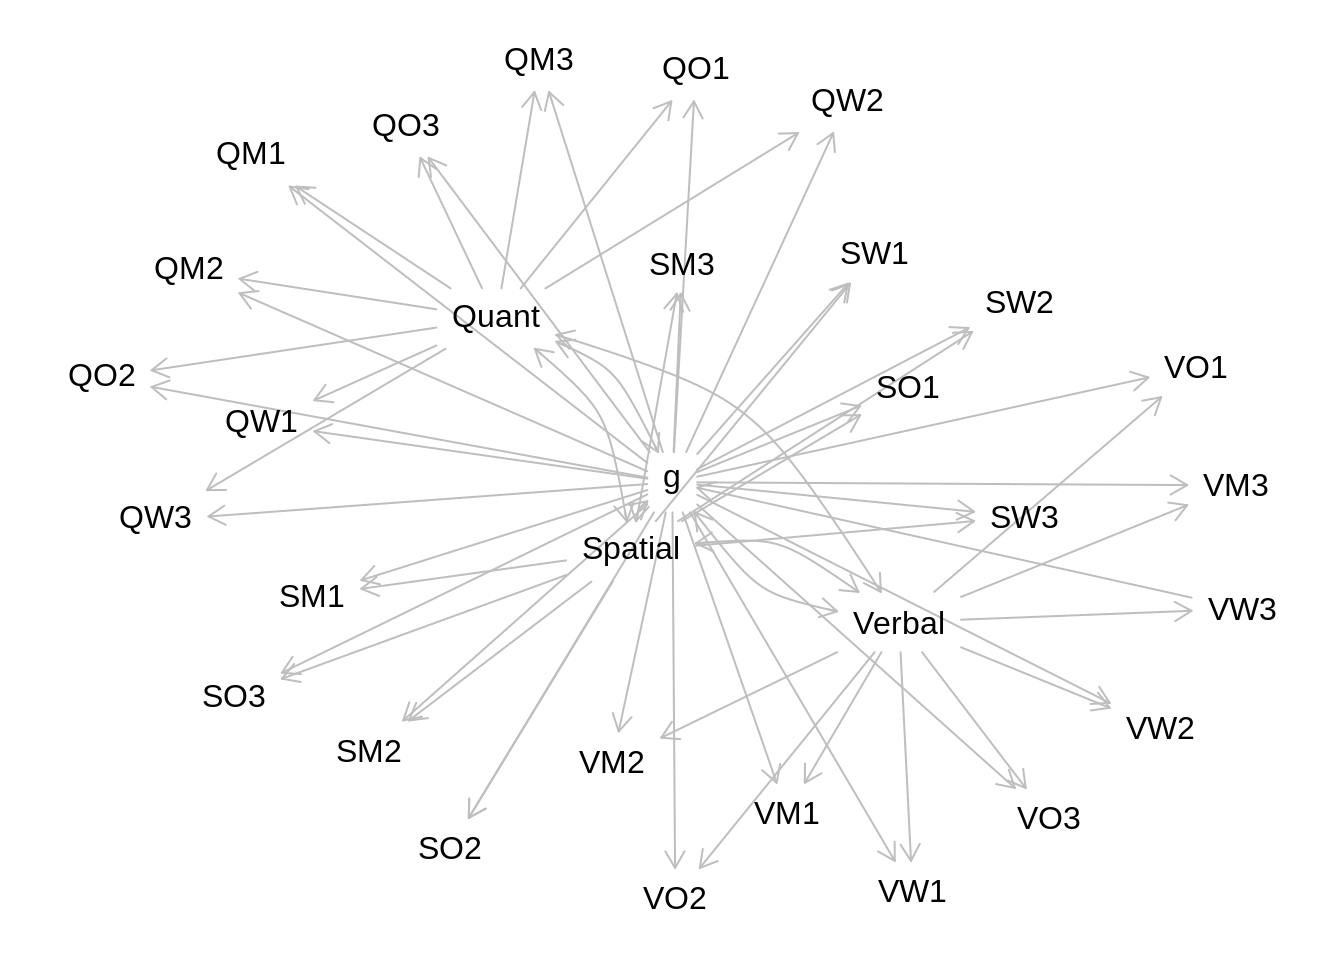 QM3
QO1
QW2
QO3
QM1
SW1
SM3
QM2
SW2
Quant
VO1
QO2
SO1
QW1
g
VM3
QW3
SW3
Spatial
SM1
VW3
Verbal
SO3
VW2
SM2
VM2
VM1
VO3
SO2
VW1
VO2